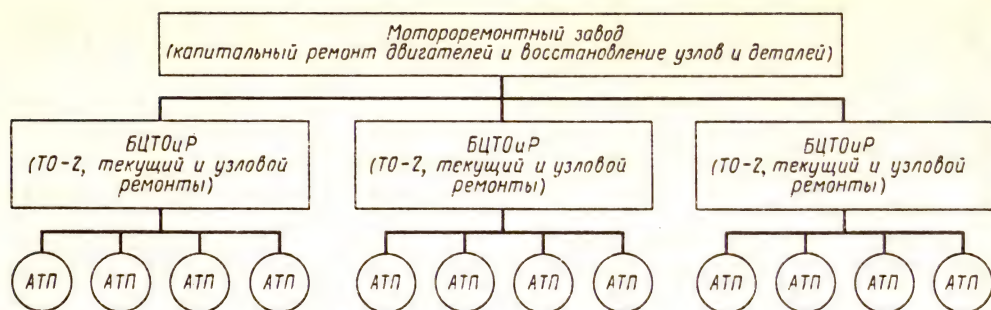 Мотороремонтный завод
(капитальный ремонт двигателей и восстановление узлов и деталей)
БЦТОиР
(ТО-2, текущий и узловой
ремонты)
БЦТОиР
(ТО-2, текущий и узловой
ремонты)
БЦТОиР
(ТО-2, текущий и узловой
ремонты)
АТП АТП АТП АТП АТП АТП АТП АТП АТП АТП АТП АТП